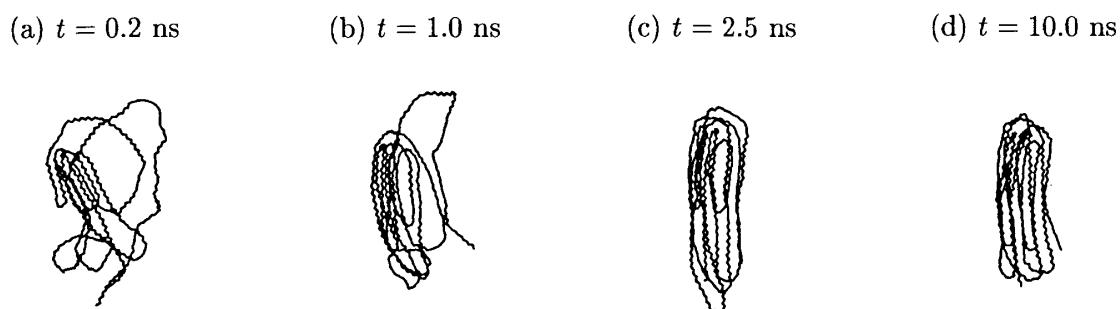 (a) t = 0.2 ns (b) t = 1.0 ns (c) t = 2.5 ns (d) t = 10.0 ns